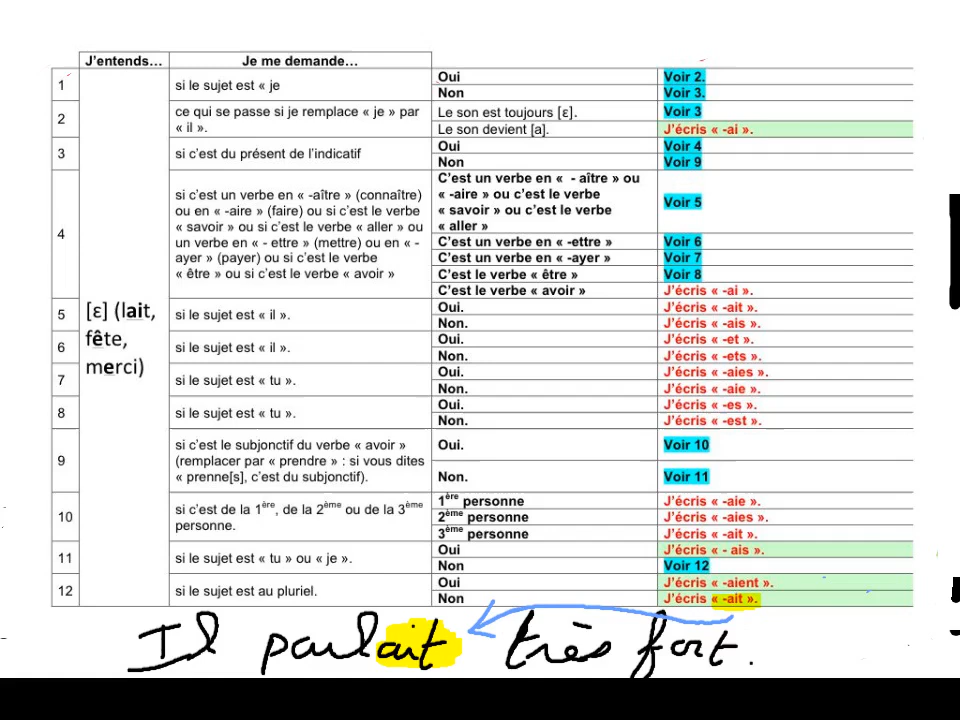 J'entends... Je me demande...
1 si le sujet est « je Oui Voir 2.
Non Voir 3.
2 ce qui se passe si je remplace « je » par « il ». Le son est toujours [ɛ]. Voir 3
Le son devient [a]. J'écris « -ai ».
3 si c'est du présent de l'indicatif Oui Voir 4
Non Voir 9
4 si c'est un verbe en « -aître » (connaître)
ou en « -aire » (faire) ou si c'est le verbe
« savoir » ou si c'est le verbe « aller » ou
un verbe en « - ettre » (mettre) ou en « -
ayer » (payer) ou si c'est le verbe
« être » ou si c'est le verbe « avoir »
C'est un verbe en « - aître » ou
« -aire » ou c'est le verbe
« savoir » ou c'est le verbe
« aller »
Voir 5
C'est un verbe en « -ettre » Voir 6
C'est un verbe en « -ayer » Voir 7
C'est le verbe « être » Voir 8
C'est le verbe « avoir » J'écris « -ai ».
[ɛ] (lait,
fête,
merci)
5 si le sujet est « il ». Oui. J'écris « -ait ».
Non. J'écris « -ais ».
6 si le sujet est « il ». Oui. J'écris « -et ».
Non. J'écris « -ets ».
7 si le sujet est « tu ». Oui. J'écris « -aies ».
Non. J'écris « -aie ».
8 si le sujet est « tu ». Oui. J'écris « -es ».
Non. J'écris « -est ».
9 si c'est le subjonctif du verbe « avoir »
(remplacer par « prendre » : si vous dites
« prenne[s], c'est du subjonctif).
Oui. Voir 10
Non. Voir 11
10 si c'est de la 1ère, de la 2ème ou de la 3ème
personne.
1ère personne J'écris « -aie ».
2ème personne J'écris « -aies ».
3ème personne J'écris « -ait ».
11 si le sujet est « tu » ou « je ». Oui J'écris « - ais ».
Non Voir 12
12 si le sujet est au pluriel. Oui J'écris « -aient ».
Non J'écris « -ait ».
Il parlait très fort.